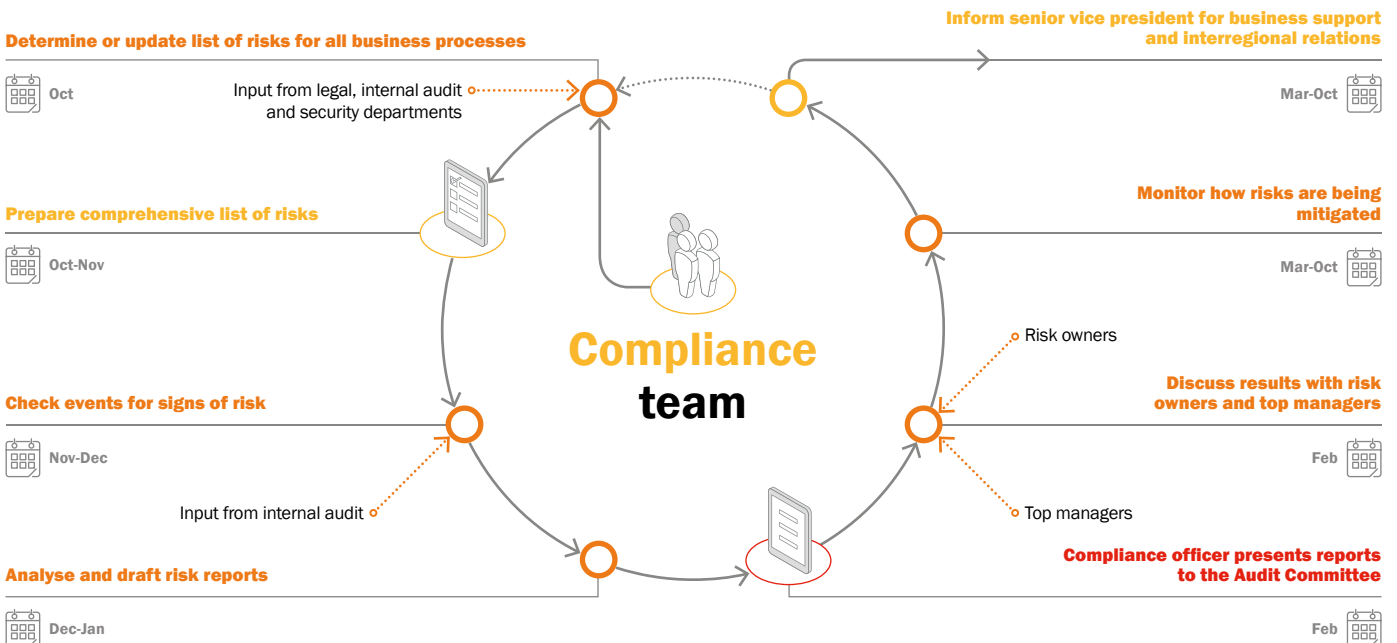 Determine or update list of risks for all business processes
Oct
Input from legal, internal audit
and security departments
Inform senior vice president for business support
and interregional relations
Mar-Oct
Prepare comprehensive list of risks
Oct-Nov
Monitor how risks are being
mitigated
Mar-Oct
Compliance
team
Check events for signs of risk
Nov-Dec
Input from internal audit
Risk owners
Discuss results with risk
owners and top managers
Feb
Top managers
Analyse and draft risk reports
Dec-Jan
Compliance officer presents reports
to the Audit Committee
Feb